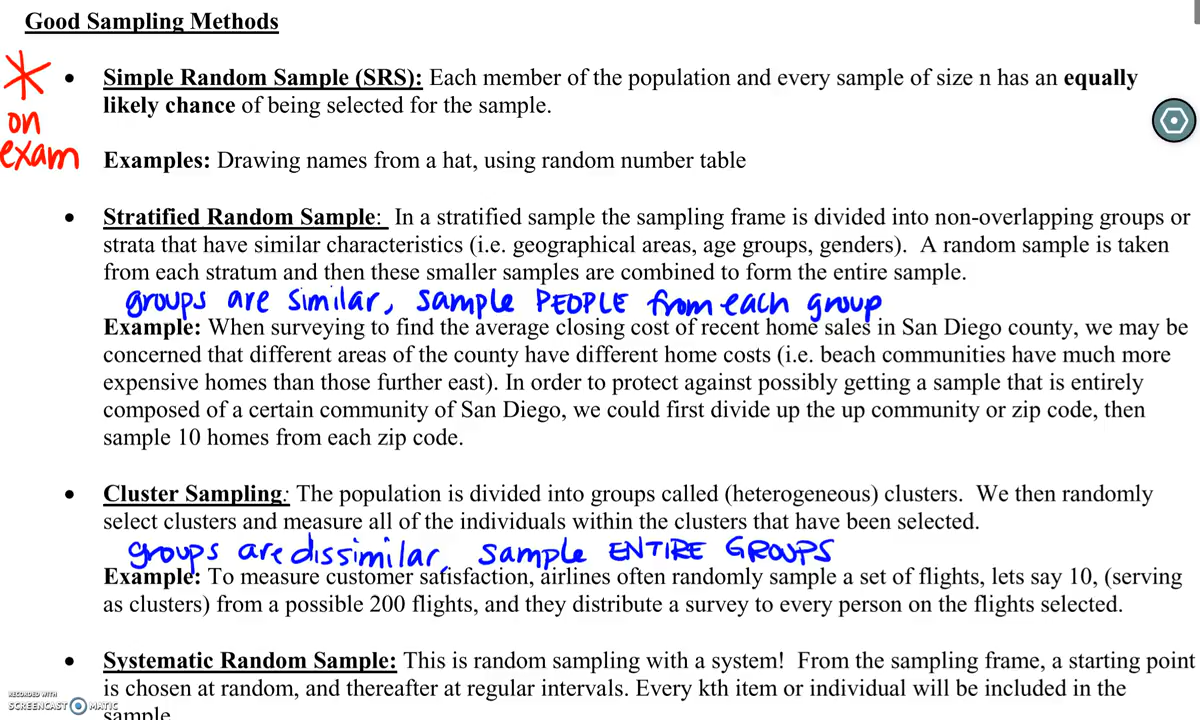 Good Sampling Methods
• Simple Random Sample (SRS): Each member of the population and every sample of size n has an equally
likely chance of being selected for the sample.
on
exam
Examples: Drawing names from a hat, using random number table
• Stratified Random Sample: In a stratified sample the sampling frame is divided into non-overlapping groups or
strata that have similar characteristics (i.e. geographical areas, age groups, genders). A random sample is taken
from each stratum and then these smaller samples are combined to form the entire sample.
groups are similar, sample PEOPLE from each group
Example: When surveying to find the average closing cost of recent home sales in San Diego county, we may be
concerned that different areas of the county have different home costs (i.e. beach communities have much more
expensive homes than those further east). In order to protect against possibly getting a sample that is entirely
composed of a certain community of San Diego, we could first divide up the up community or zip code, then
sample 10 homes from each zip code.
• Cluster Sampling: The population is divided into groups called (heterogeneous) clusters. We then randomly
select clusters and measure all of the individuals within the clusters that have been selected.
groups are dissimilar, sample ENTIRE GROUPS
Example: To measure customer satisfaction, airlines often randomly sample a set of flights, lets say 10, (serving
as clusters) from a possible 200 flights, and they distribute a survey to every person on the flights selected.
• Systematic Random Sample: This is random sampling with a system! From the sampling frame, a starting point
is chosen at random, and thereafter at regular intervals. Every kth item or individual will be included in the
sample
RECORDED WITH
SCREENCAST MATIC